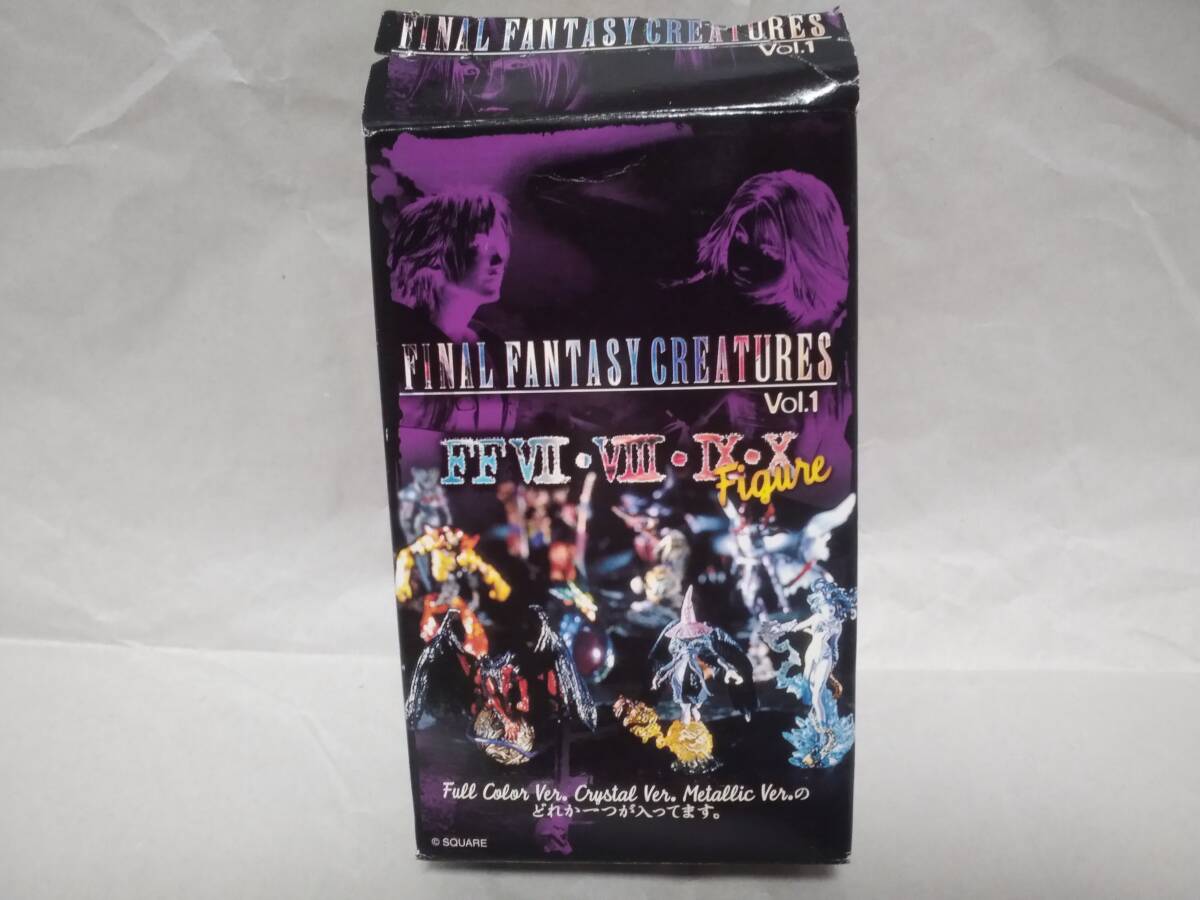 FINAL FANTASY CREATURES
Vol.1
FINAL FANTASY CREATURES
Vol.1
FF VII・VIII・IX・X
Figure
Full Color Ver. Crystal Ver. Metallic Ver.の
どれか一つが入ってます。
© SQUARE